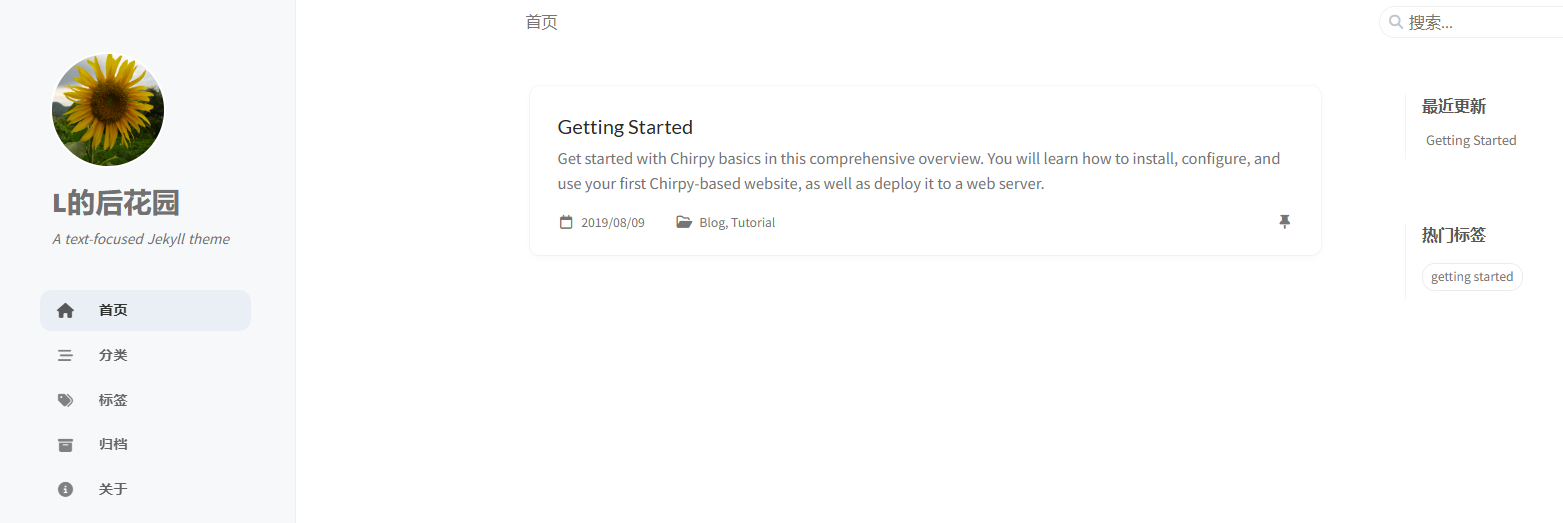 L的后花园
A text-focused Jekyll theme
首页
分类
标签
归档
关于
首页
搜索...
Getting Started
Get started with Chirpy basics in this comprehensive overview. You will learn how to install, configure, and
use your first Chirpy-based website, as well as deploy it to a web server.
2019/08/09 Blog, Tutorial
最近更新
Getting Started
热门标签
getting started